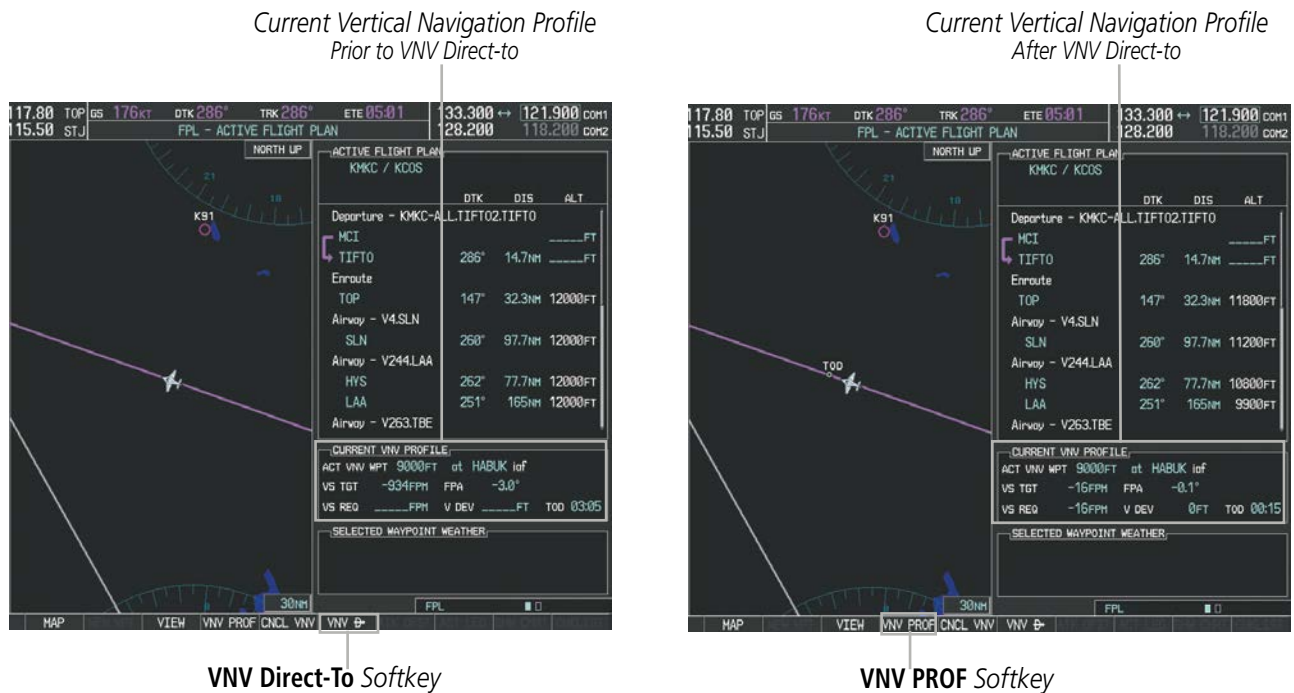 Current Vertical Navigation Profile
Prior to VNV Direct-to
117.80 TOP GS 176KT DTK 286° TRK 286° ETE 05:01 133.300 ↔ 121.900 COM1
115.50 STJ FPL – ACTIVE FLIGHT PLAN 128.200 118.200 COM2
NORTH UP
21
18
K91
30NM
ACTIVE FLIGHT PLAN
KMKC / KCOS
DTK DIS ALT
Departure – KMKC-ALL.TIFTO2.TIFTO
MCI _____FT
TIFTO 286° 14.7NM _____FT
Enroute
TOP 147° 32.3NM 12000FT
Airway – V4.SLN
SLN 260° 97.7NM 12000FT
Airway – V244.LAA
HYS 262° 77.7NM 12000FT
LAA 251° 165NM 12000FT
Airway – V263.TBE
CURRENT VNV PROFILE
ACT VNV WPT 9000FT at HABUK iaf
VS TGT -934FPM FPA -3.0°
VS REQ _____FPM V DEV _____FT TOD 03:05
SELECTED WAYPOINT WEATHER
FPL
MAP VIEW VNV PROF CNCL VNV VNV
VNV Direct-To Softkey
Current Vertical Navigation Profile
After VNV Direct-to
117.80 TOP GS 176KT DTK 286° TRK 286° ETE 05:01 133.300 ↔ 121.900 COM1
115.50 STJ FPL – ACTIVE FLIGHT PLAN 128.200 118.200 COM2
NORTH UP
21
18
K91
TOD
30NM
ACTIVE FLIGHT PLAN
KMKC / KCOS
DTK DIS ALT
Departure – KMKC-ALL.TIFTO2.TIFTO
MCI _____FT
TIFTO 286° 14.7NM _____FT
Enroute
TOP 147° 32.3NM 11800FT
Airway – V4.SLN
SLN 260° 97.7NM 11200FT
Airway – V244.LAA
HYS 262° 77.7NM 10800FT
LAA 251° 165NM 9900FT
Airway – V263.TBE
CURRENT VNV PROFILE
ACT VNV WPT 9000FT at HABUK iaf
VS TGT -16FPM FPA -0.1°
VS REQ -16FPM V DEV 0FT TOD 00:15
SELECTED WAYPOINT WEATHER
FPL
MAP VIEW VNV PROF CNCL VNV VNV
VNV PROF Softkey